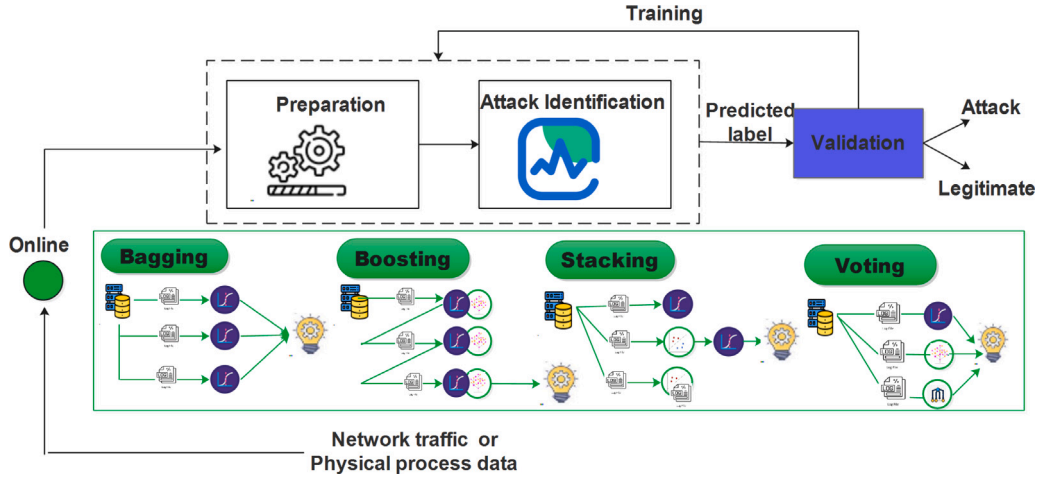 Training
Preparation
Attack Identification
Predicted
label
Validation
Attack
Legitimate
Online
Bagging
Boosting
Stacking
Voting
Network traffic or
Physical process data